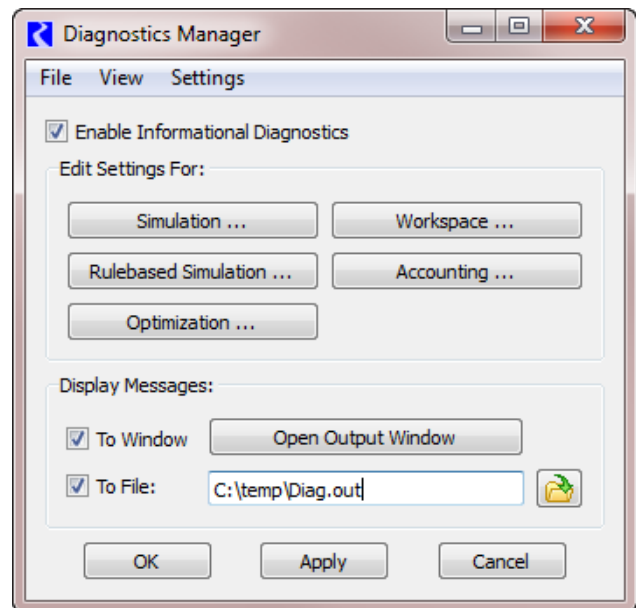 Diagnostics Manager
File View Settings
Enable Informational Diagnostics
Edit Settings For:
Simulation ... Workspace ...
Rulebased Simulation ... Accounting ...
Optimization ...
Display Messages:
To Window Open Output Window
To File: C:\temp\Diag.out
OK Apply Cancel